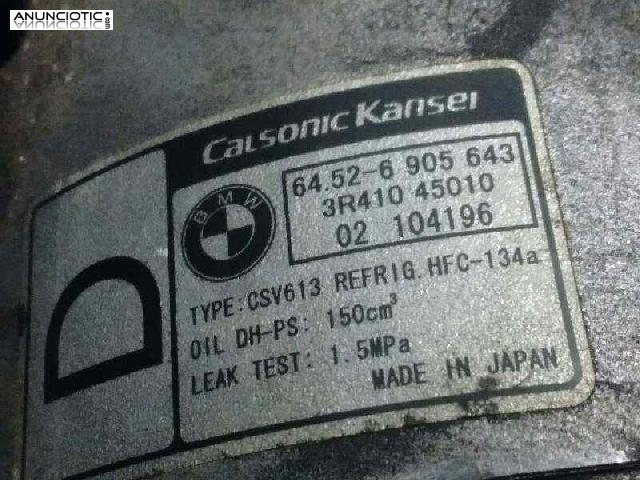 ANUNCIOTIC.com
Calsonic Kansei
BMW
64.52-6 905 643
3R410 45010
02 104196
TYPE:CSV613 REFRIG.HFC-134a
OIL DH-PS: 150cm³
LEAK TEST: 1.5MPa
MADE IN JAPAN
D